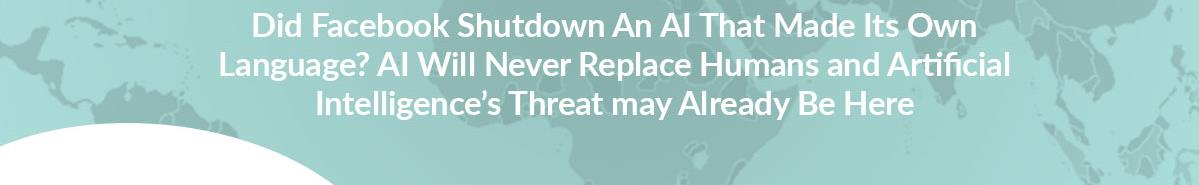 Did Facebook Shutdown An AI That Made Its Own
Language? AI Will Never Replace Humans and Artificial
Intelligence’s Threat may Already Be Here